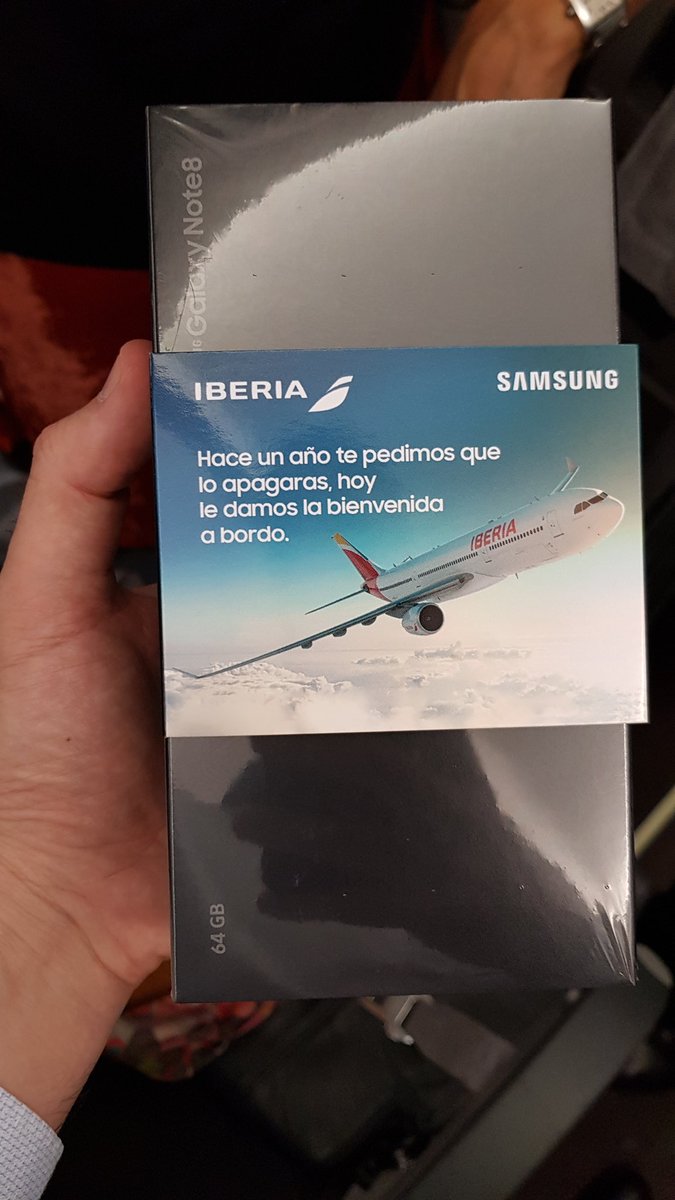 Galaxy Note8
IBERIA
SAMSUNG
Hace un año te pedimos que
lo apagaras, hoy
le damos la bienvenida
a bordo.
IBERIA
64 GB